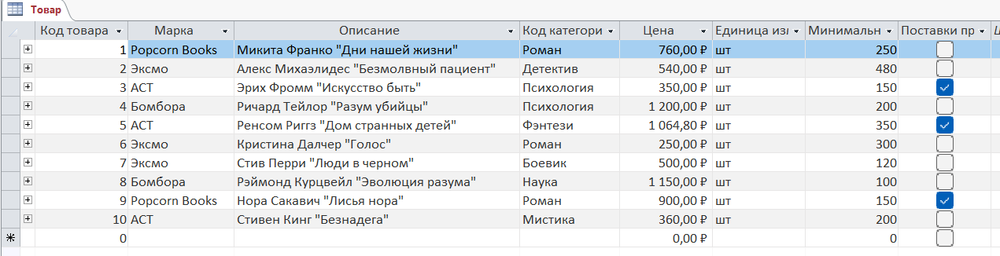 Товар
Код товара Марка Описание Код категори Цена Единица изм Минимальн Поставки пр
1 Popcorn Books Микита Франко "Дни нашей жизни" Роман 760,00 ₽ шт 250
2 Эксмо Алекс Михаэлидес "Безмолвный пациент" Детектив 540,00 ₽ шт 480
3 АСТ Эрих Фромм "Искусство быть" Психология 350,00 ₽ шт 150
4 Бомбора Ричард Тейлор "Разум убийцы" Психология 1 200,00 ₽ шт 200
5 АСТ Ренсом Риггз "Дом странных детей" Фэнтези 1 064,80 ₽ шт 350
6 Эксмо Кристина Далчер "Голос" Роман 250,00 ₽ шт 300
7 Эксмо Стив Перри "Люди в черном" Боевик 500,00 ₽ шт 120
8 Бомбора Рэймонд Курцвейл "Эволюция разума" Наука 1 150,00 ₽ шт 100
9 Popcorn Books Нора Сакавич "Лисья нора" Роман 900,00 ₽ шт 150
10 АСТ Стивен Кинг "Безнадега" Мистика 360,00 ₽ шт 200
0 0,00 ₽ 0